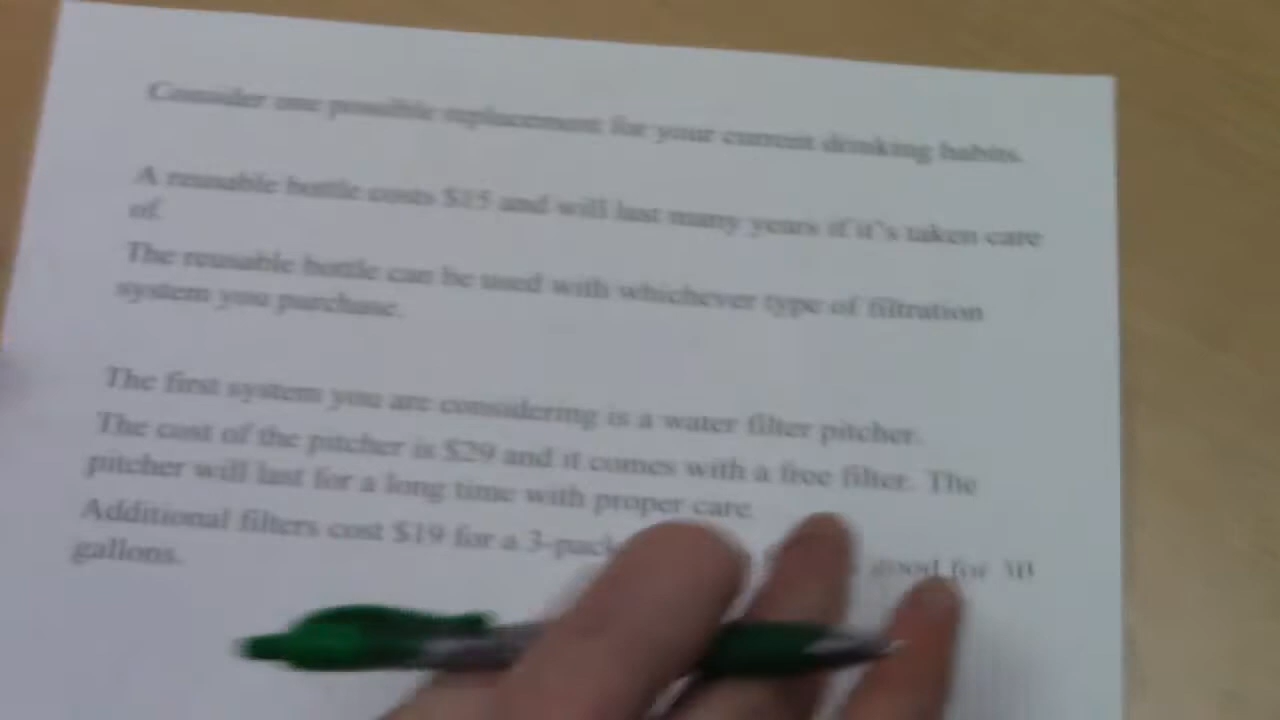 Consider one possible replacement for your current drinking habits.
A reusable bottle costs $15 and will last many years if it's taken care
of.
The reusable bottle can be used with whichever type of filtration
system you purchase.
The first system you are considering is a water filter pitcher.
The cost of the pitcher is $29 and it comes with a free filter. The
pitcher will last for a long time with proper care.
Additional filters cost $19 for a 3-pack good for
gallons.